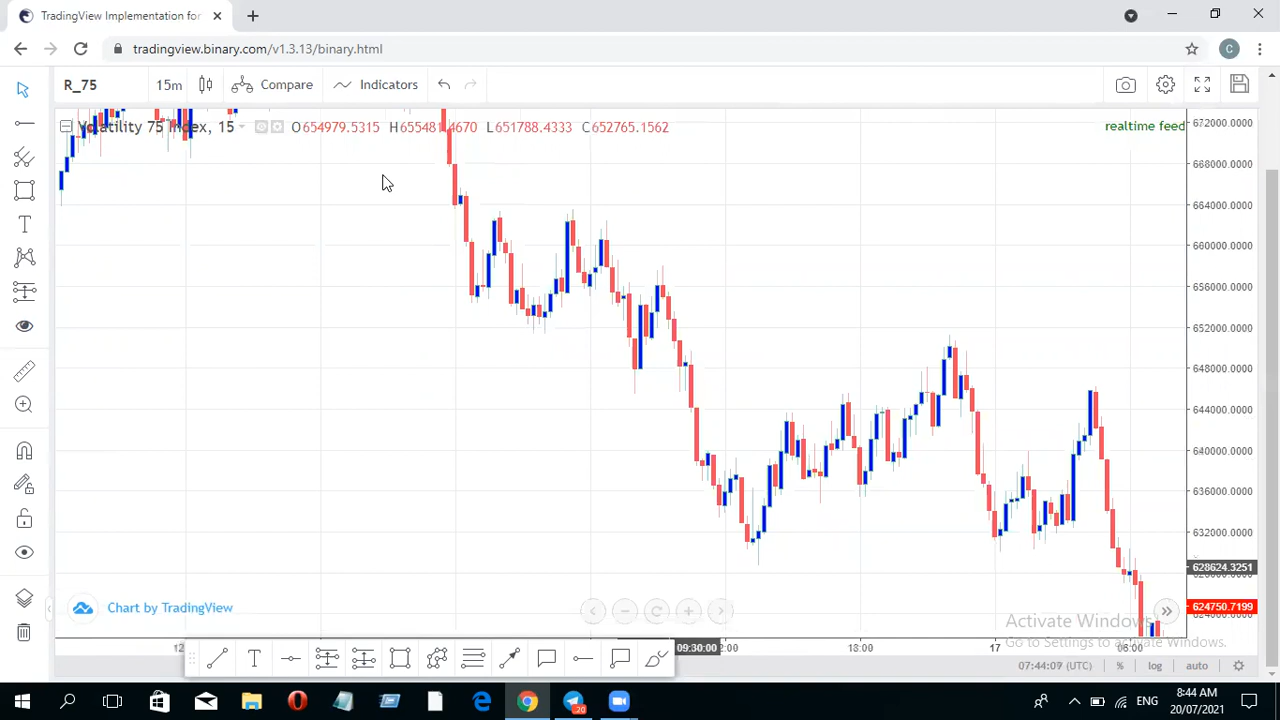 TradingView Implementation for
tradingview.binary.com/v1.3.13/binary.html
C
R_75
15m
Compare
Indicators
Volatility 75 Index, 15
O654979.5315 H655481.4670 L651788.4333 C652765.1562
realtime feed
672000.0000
668000.0000
664000.0000
660000.0000
656000.0000
652000.0000
648000.0000
644000.0000
640000.0000
636000.0000
632000.0000
628624.3251
624750.7199
Chart by TradingView
Activate Windows
Go to Settings to activate Windows.
09:30:00
18:00
17
06:00
07:44:09 (UTC)
%
log
auto
T
T
20
ENG
8:44 AM
20/07/2021